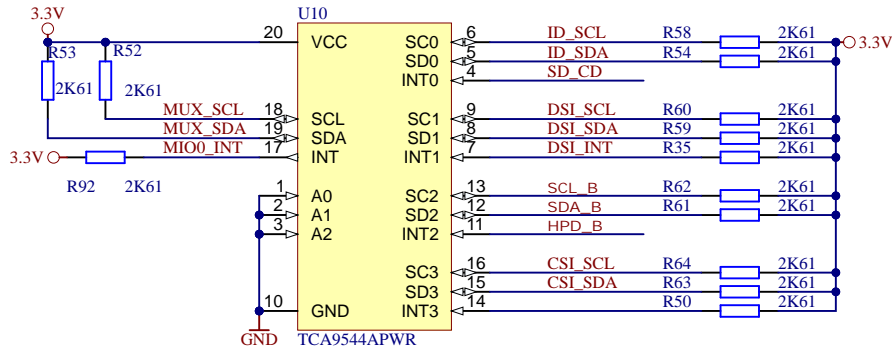 3.3V U10
R53 R52 20 VCC SC0 6 ID_SCL R58 2K61 3.3V
SD0 5 ID_SDA R54 2K61
2K61 2K61 INT0 4 SD_CD
MUX_SCL 18 SCL SC1 9 DSI_SCL R60 2K61
MUX_SDA 19 SDA SD1 8 DSI_SDA R59 2K61
3.3V MIO0_INT 17 INT INT1 7 DSI_INT R35 2K61
R92 2K61
1 A0 SC2 13 SCL_B R62 2K61
2 A1 SD2 12 SDA_B R61 2K61
3 A2 INT2 11 HPD_B
SC3 16 CSI_SCL R64 2K61
SD3 15 CSI_SDA R63 2K61
10 GND INT3 14 R50 2K61
GND TCA9544APWR